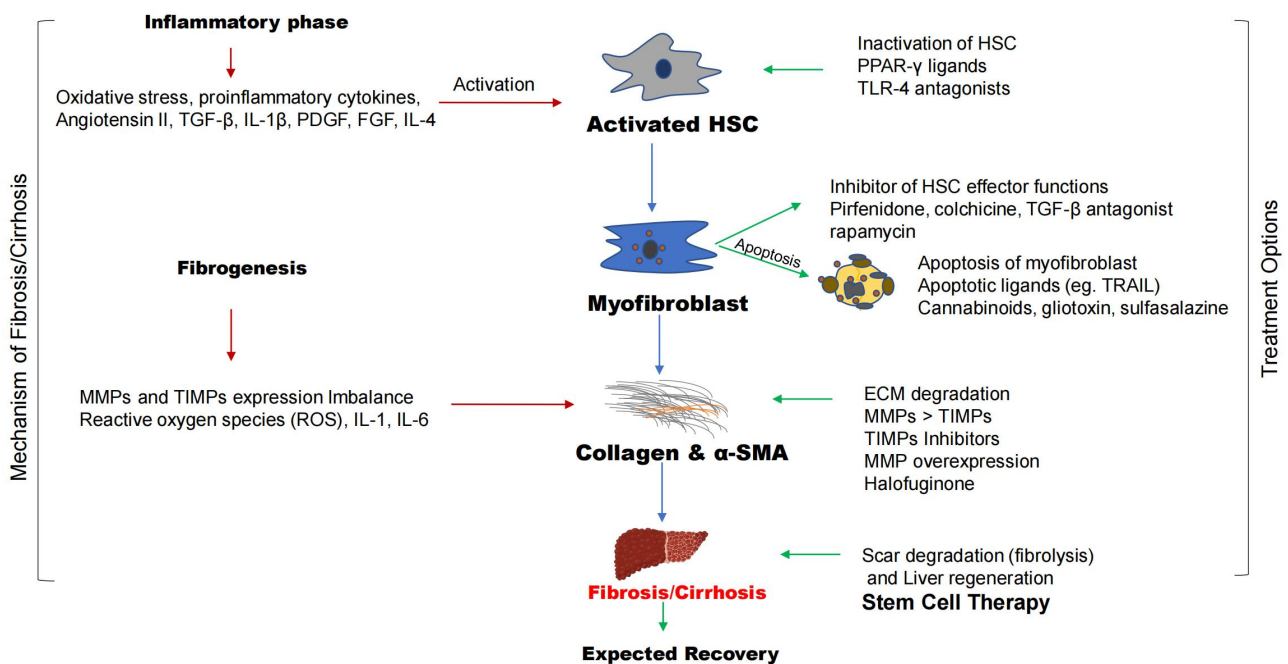 Inflammatory phase
Oxidative stress, proinflammatory cytokines,
Angiotensin II, TGF-β, IL-1β, PDGF, FGF, IL-4
Activation
Activated HSC
Inactivation of HSC
PPAR-γ ligands
TLR-4 antagonists
Mechanism of Fibrosis/Cirrhosis
Treatment Options
Inhibitor of HSC effector functions
Pirfenidone, colchicine, TGF-β antagonist
rapamycin
Apoptosis
Myofibroblast
Apoptosis of myofibroblast
Apoptotic ligands (eg. TRAIL)
Cannabinoids, gliotoxin, sulfasalazine
Fibrogenesis
MMPs and TIMPs expression Imbalance
Reactive oxygen species (ROS), IL-1, IL-6
Collagen & α-SMA
ECM degradation
MMPs > TIMPs
TIMPs Inhibitors
MMP overexpression
Halofuginone
Fibrosis/Cirrhosis
Scar degradation (fibrolysis)
and Liver regeneration
Stem Cell Therapy
Expected Recovery